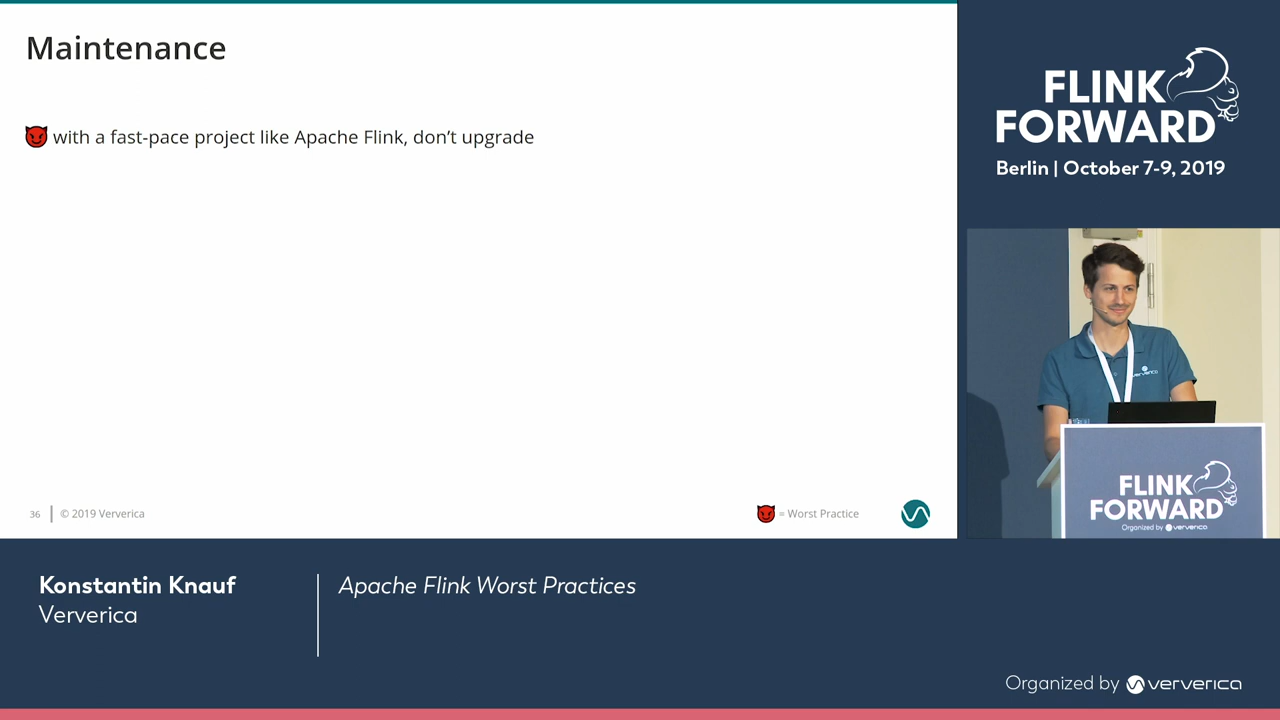 Maintenance
with a fast-pace project like Apache Flink, don't upgrade
36
© 2019 Ververica
= Worst Practice
FLINK
FORWARD
Berlin | October 7-9, 2019
ververica
FLINK
FORWARD
Organized by ververica
Konstantin Knauf
Ververica
Apache Flink Worst Practices
Organized by ververica